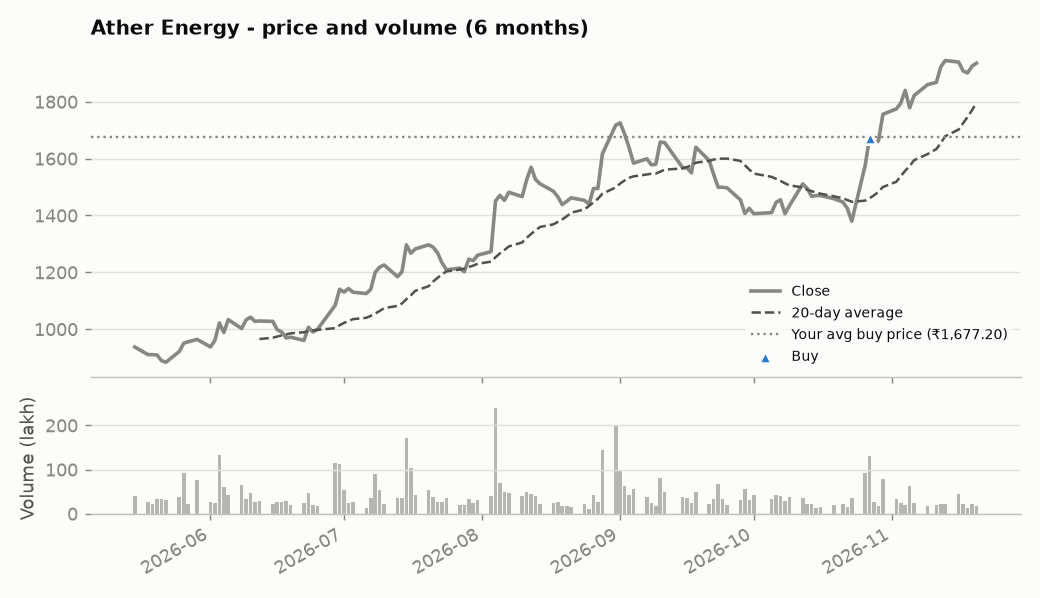 Ather Energy - price and volume (6 months)
1800
1600
1400
1200
1000
Close
20-day average
Your avg buy price (₹1,677.20)
Buy
Volume (lakh)
200
100
0
2026-06
2026-07
2026-08
2026-09
2026-10
2026-11